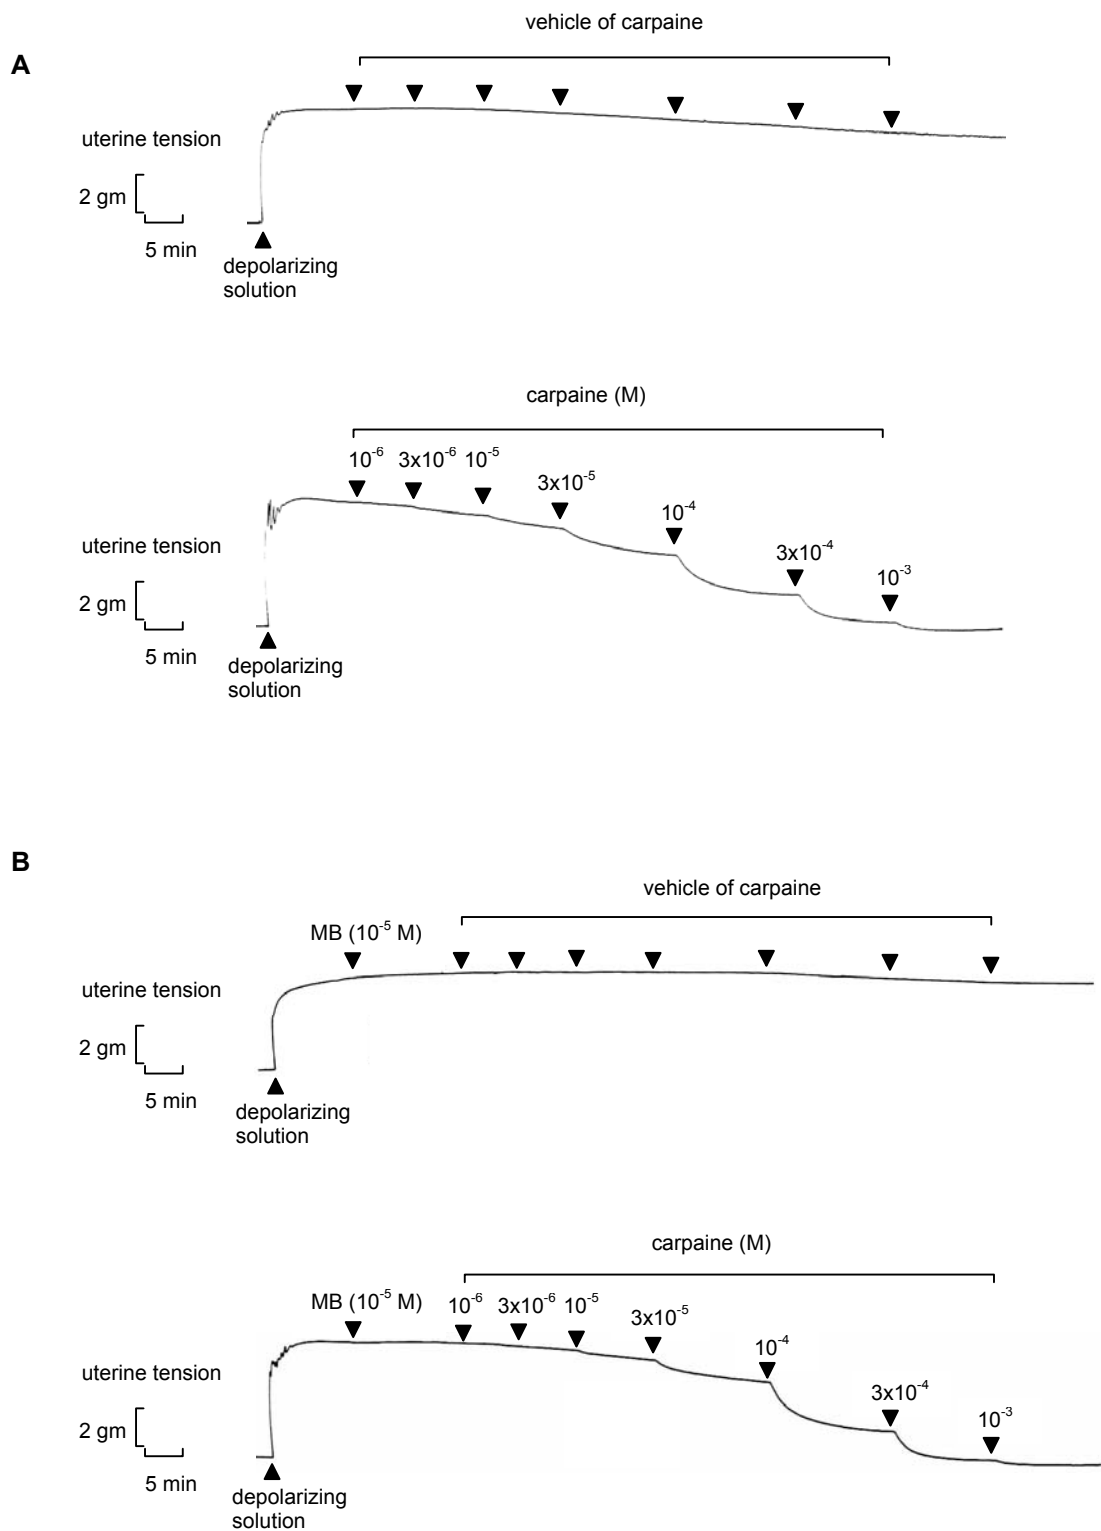 vehicle of carpaine
A
uterine tension
2 gm
5 min
depolarizing
solution
carpaine (M)
10⁻⁶ 3x10⁻⁶ 10⁻⁵
3x10⁻⁵
10⁻⁴
3x10⁻⁴
10⁻³
uterine tension
2 gm
5 min
depolarizing
solution
B
vehicle of carpaine
MB (10⁻⁵ M)
uterine tension
2 gm
5 min
depolarizing
solution
carpaine (M)
MB (10⁻⁵ M) 10⁻⁶ 3x10⁻⁶ 10⁻⁵
3x10⁻⁵
10⁻⁴
3x10⁻⁴
10⁻³
uterine tension
2 gm
5 min
depolarizing
solution